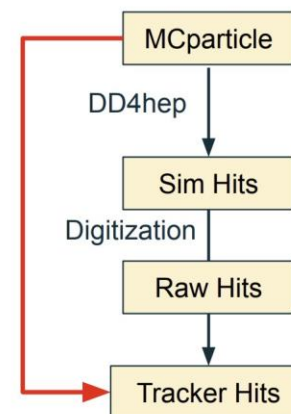 MCparticle
DD4hep
Sim Hits
Digitization
Raw Hits
Tracker Hits